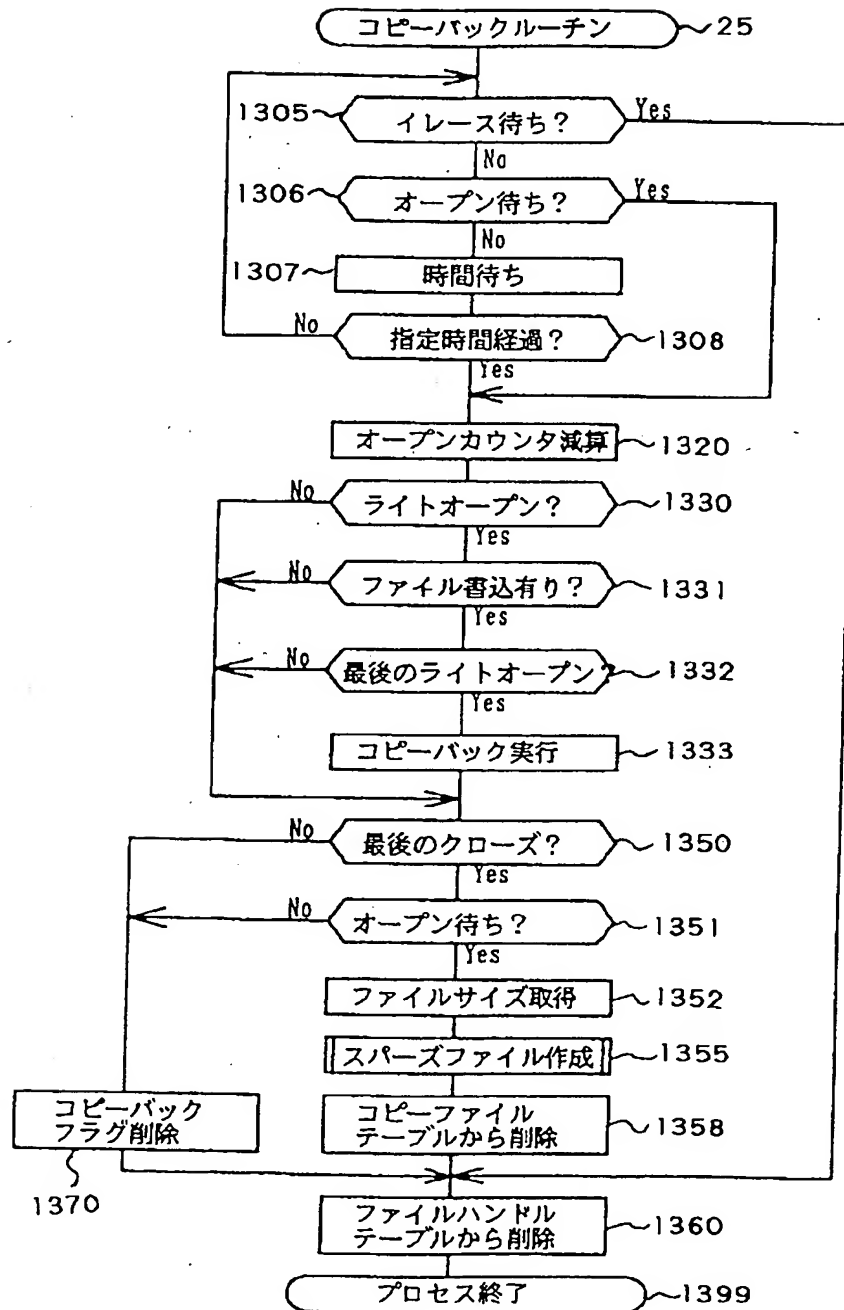 コピーバックルーチン 25
1305 イレース待ち? Yes
No
1306 オープン待ち? Yes
No
1307 時間待ち
No 指定時間経過? 1308
Yes
オープンカウンタ減算 1320
No ライトオープン? 1330
Yes
No ファイル書込有り? 1331
Yes
No 最後のライトオープン? 1332
Yes
コピーバック実行 1333
No 最後のクローズ? 1350
Yes
No オープン待ち? 1351
Yes
ファイルサイズ取得 1352
スパーズファイル作成 1355
コピーバック
フラグ削除
1370
コピーファイル
テーブルから削除 1358
ファイルハンドル
テーブルから削除 1360
プロセス終了 1399